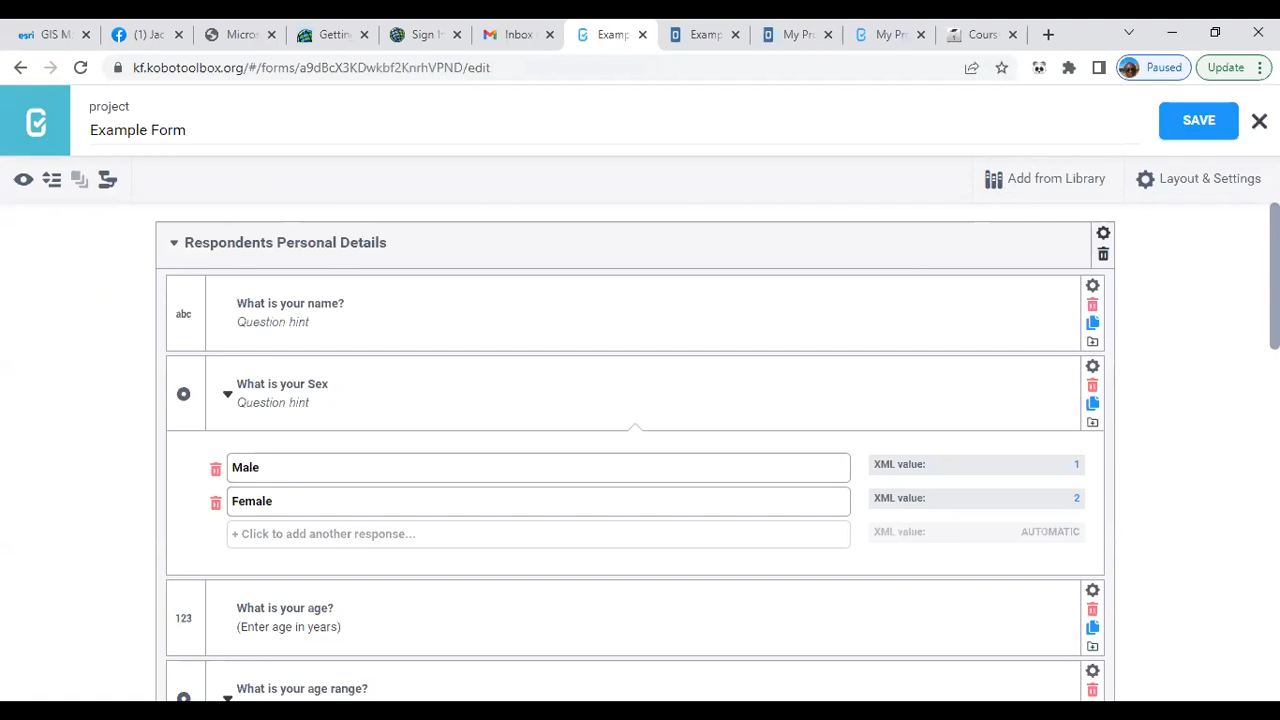 esri GIS M
(1) Jac
Micros
Gettin
Sign I
Inbox
Examp
Examp
My Pr
My Pr
Cours
kf.kobotoolbox.org/#/forms/a9dBcX3KDwkbf2KnrhVPND/edit
Paused
Update
project
Example Form
SAVE
Add from Library
Layout & Settings
Respondents Personal Details
abc
What is your name?
Question hint
What is your Sex
Question hint
Male
XML value: 1
Female
XML value: 2
+ Click to add another response...
XML value: AUTOMATIC
123
What is your age?
(Enter age in years)
What is your age range?